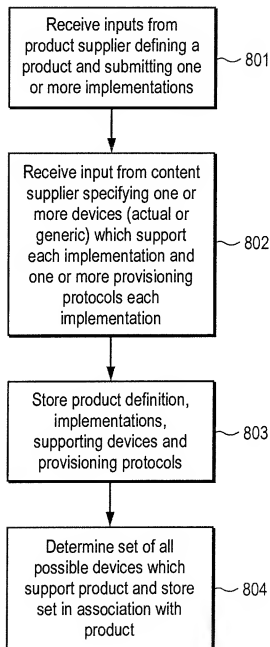 Receive inputs from
product supplier defining a
product and submitting one
or more implementations
801
Receive input from content
supplier specifying one or
more devices (actual or
generic) which support
each implementation and
one or more provisioning
protocols each
implementation
802
Store product definition,
implementations,
supporting devices and
provisioning protocols
803
Determine set of all
possible devices which
support product and store
set in association with
product
804